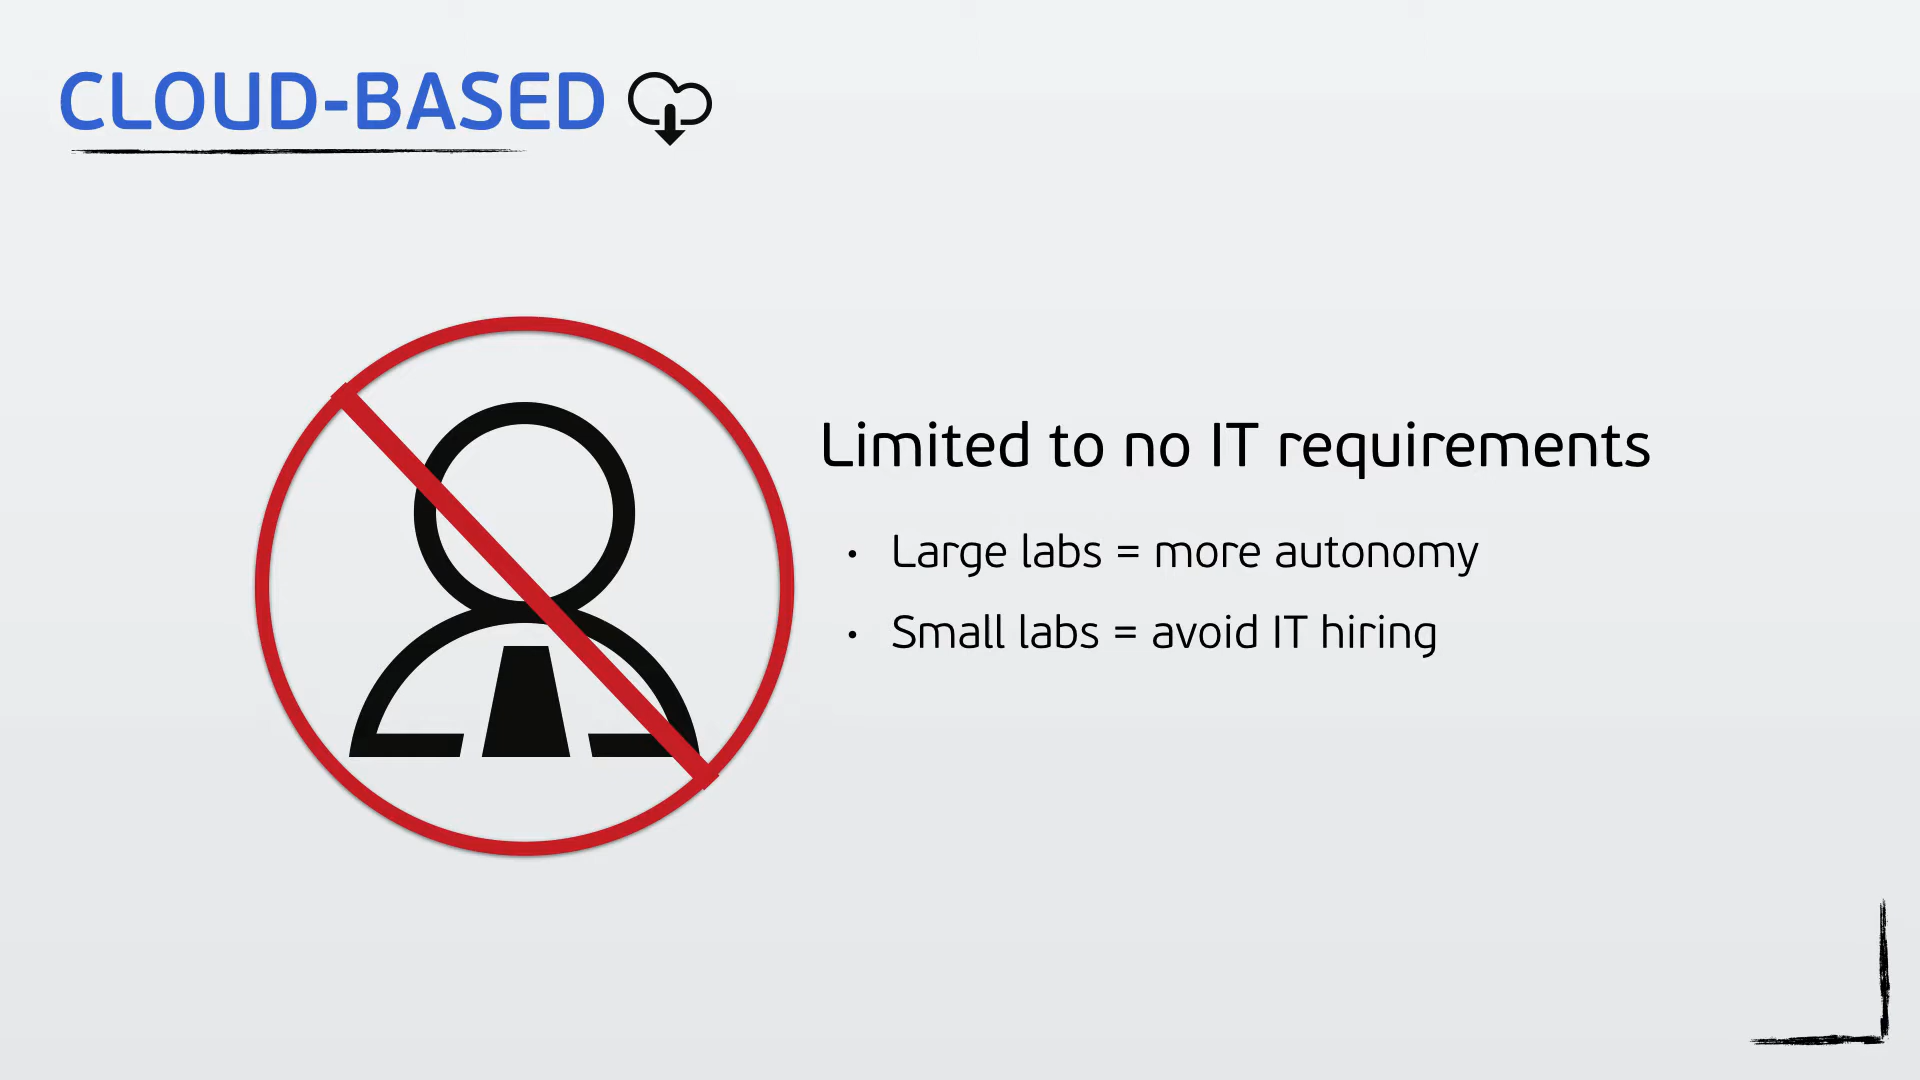 CLOUD-BASED
Limited to no IT requirements
• Large labs = more autonomy
• Small labs = avoid IT hiring